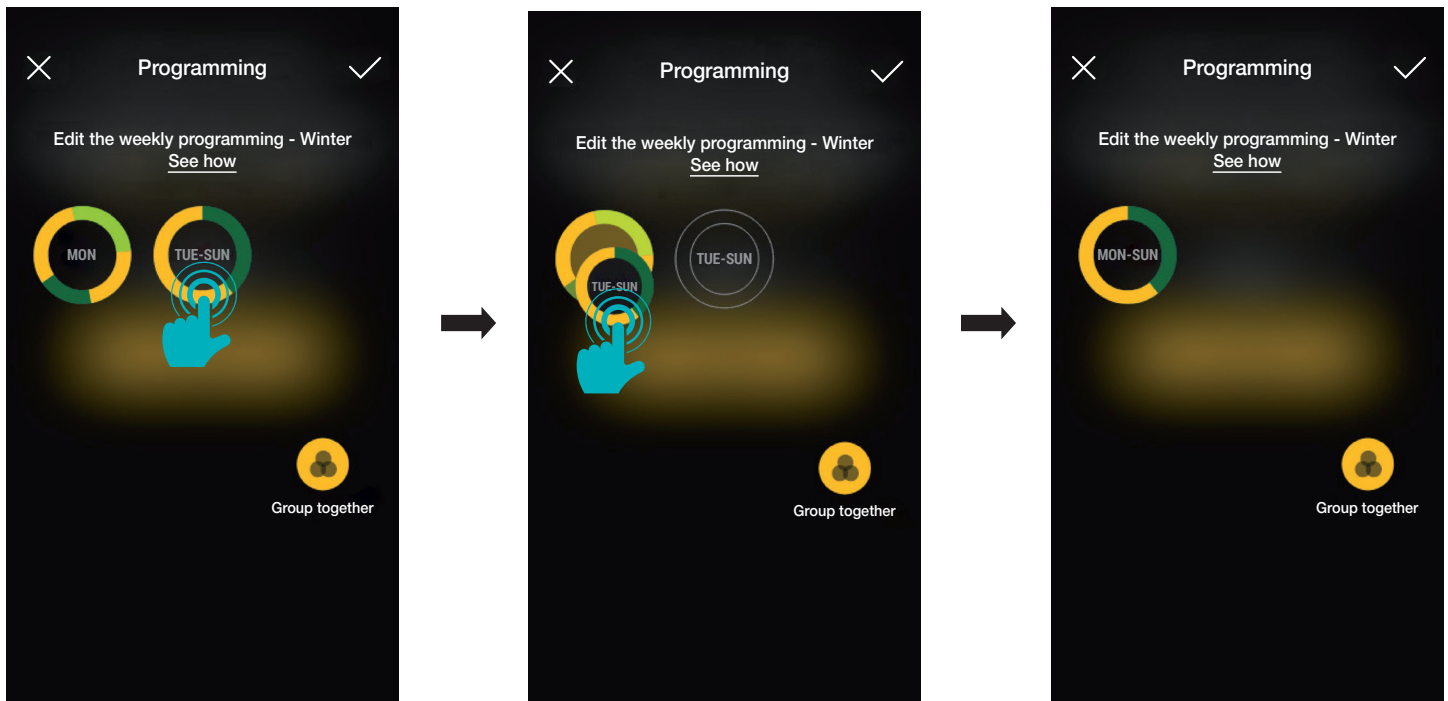 Programming
Edit the weekly programming - Winter
See how
MON
TUE-SUN
Group together
Programming
Edit the weekly programming - Winter
See how
TUE-SUN
TUE-SUN
Group together
Programming
Edit the weekly programming - Winter
See how
MON-SUN
Group together